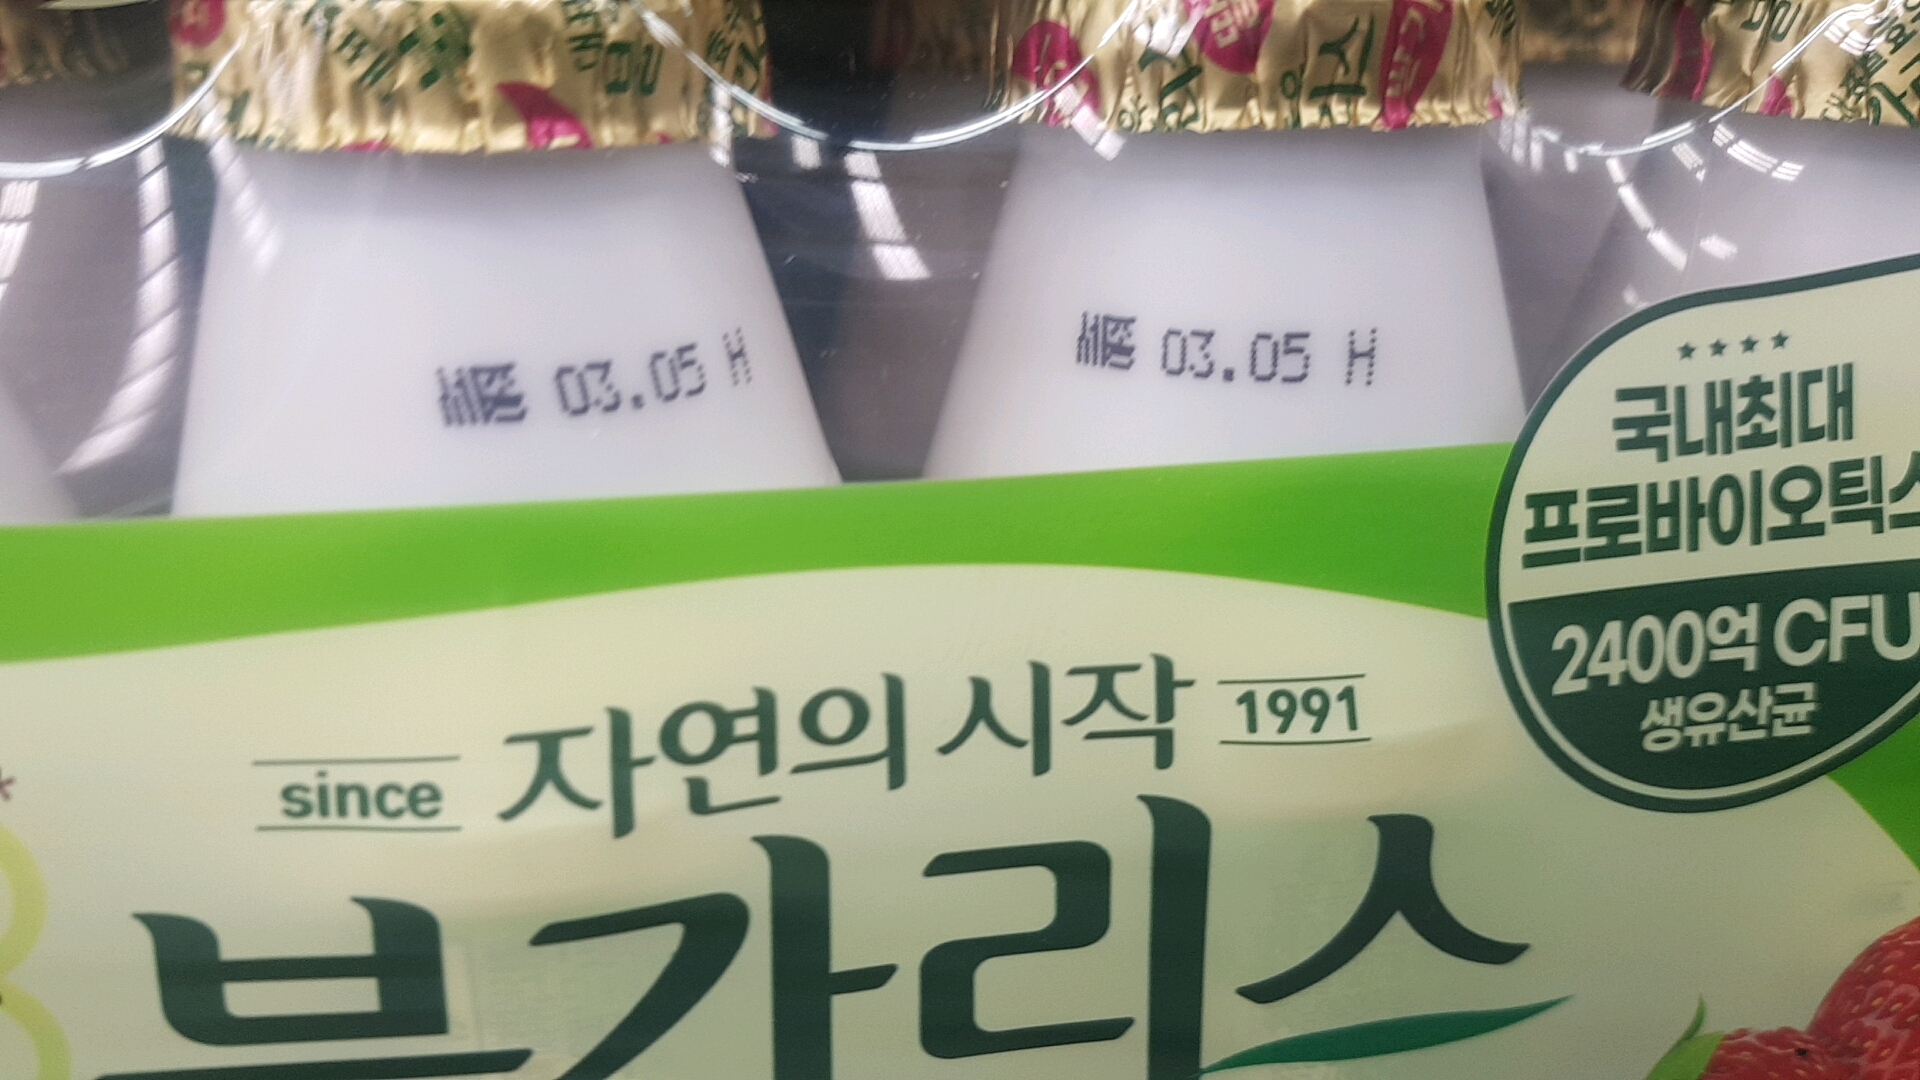 03.05 H
03.05 H
국내최대
프로바이오틱스
2400억 CFU
생유산균
since 자연의 시작 1991
불가리스